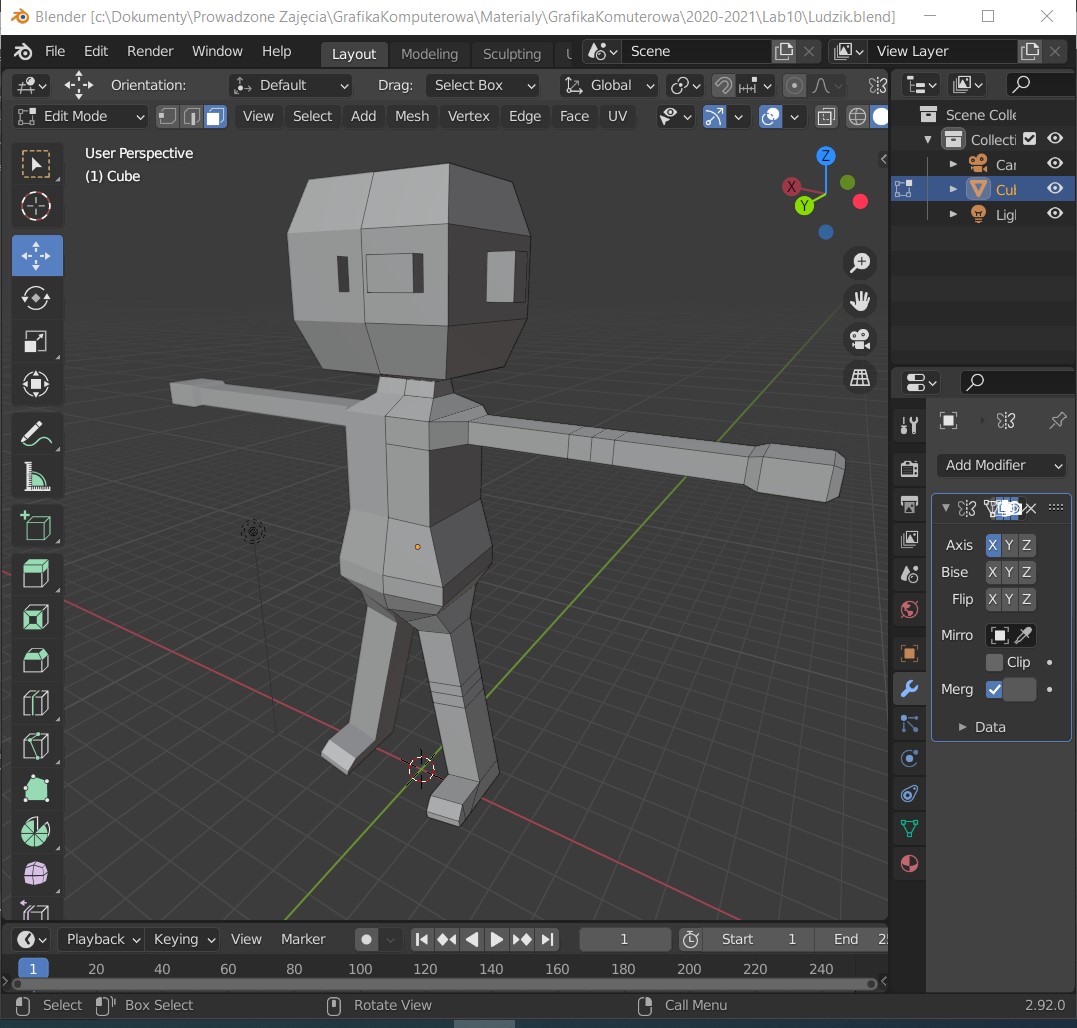 Blender [c:\Dokumenty\Prowadzone Zajęcia\GrafikaKomputerowa\Materialy\GrafikaKomuterowa\2020-2021\Lab10\Ludzik.blend]
File Edit Render Window Help Layout Modeling Sculpting Scene View Layer
Orientation: Default Drag: Select Box Global
Edit Mode View Select Add Mesh Vertex Edge Face UV
User Perspective
(1) Cube
Z
X
Y
Scene Colle
Collecti
Car
Cul
Ligl
Add Modifier
Axis X Y Z
Bise X Y Z
Flip X Y Z
Mirro
Clip
Merg
Data
Playback Keying View Marker 1 Start 1 End 2
1 20 40 60 80 100 120 140 160 180 200 220 240
Select Box Select Rotate View Call Menu 2.92.0